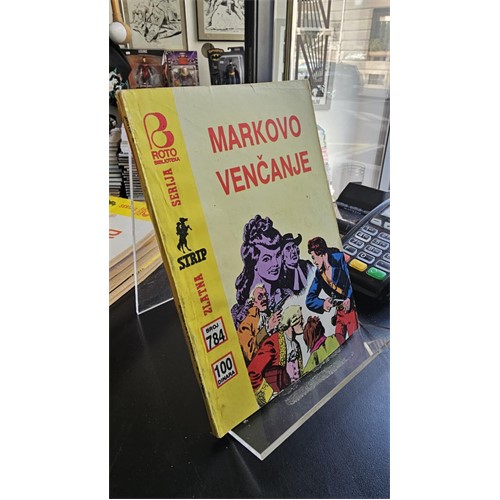 ROTO
BIBLIOTEKA
ZLATNA STRIP SERIJA
BROJ
784
100
DINARA
MARKOVO
VENČANJE